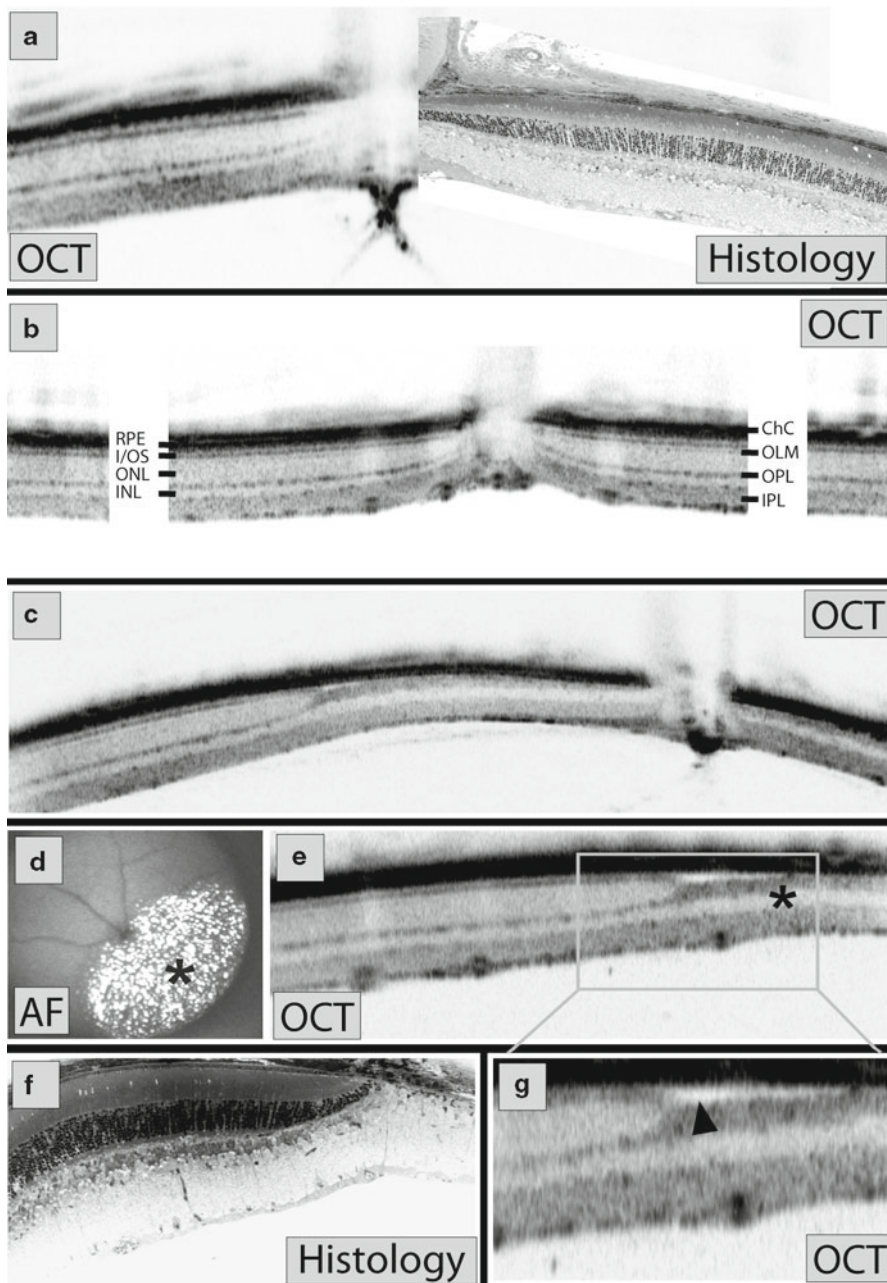 a
OCT
Histology
b
OCT
RPE
I/OS
ONL
INL
ChC
OLM
OPL
IPL
c
OCT
d
*
AF
e
*
OCT
f
Histology
g
OCT